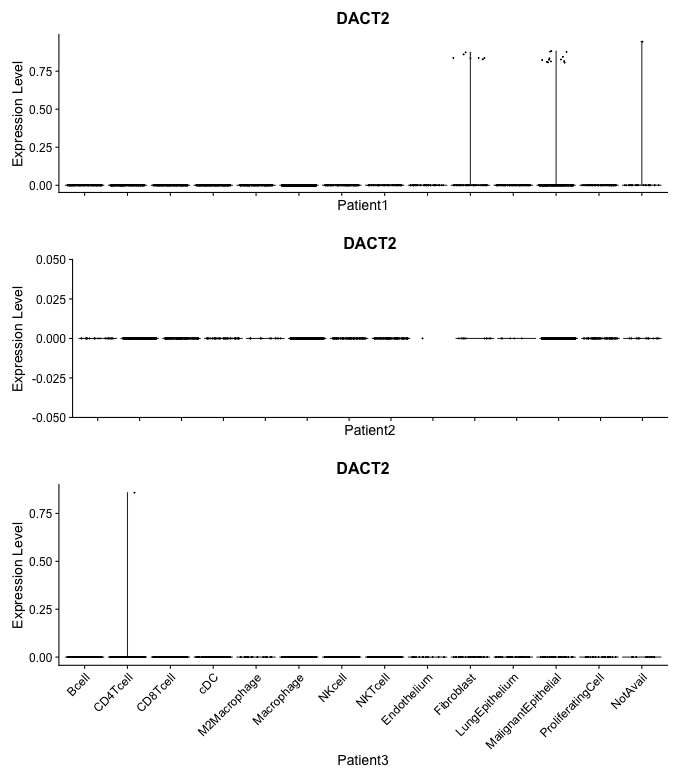 DACT2
Expression Level
0.75
0.50
0.25
0.00
Patient1
DACT2
Expression Level
0.050
0.025
0.000
-0.025
-0.050
Patient2
DACT2
Expression Level
0.75
0.50
0.25
0.00
Bcell
CD4Tcell
CD8Tcell
cDC
M2Macrophage
Macrophage
NKcell
NKTcell
Endothelium
Fibroblast
LungEpithelium
MalignantEpithelial
ProliferatingCell
NotAvail
Patient3